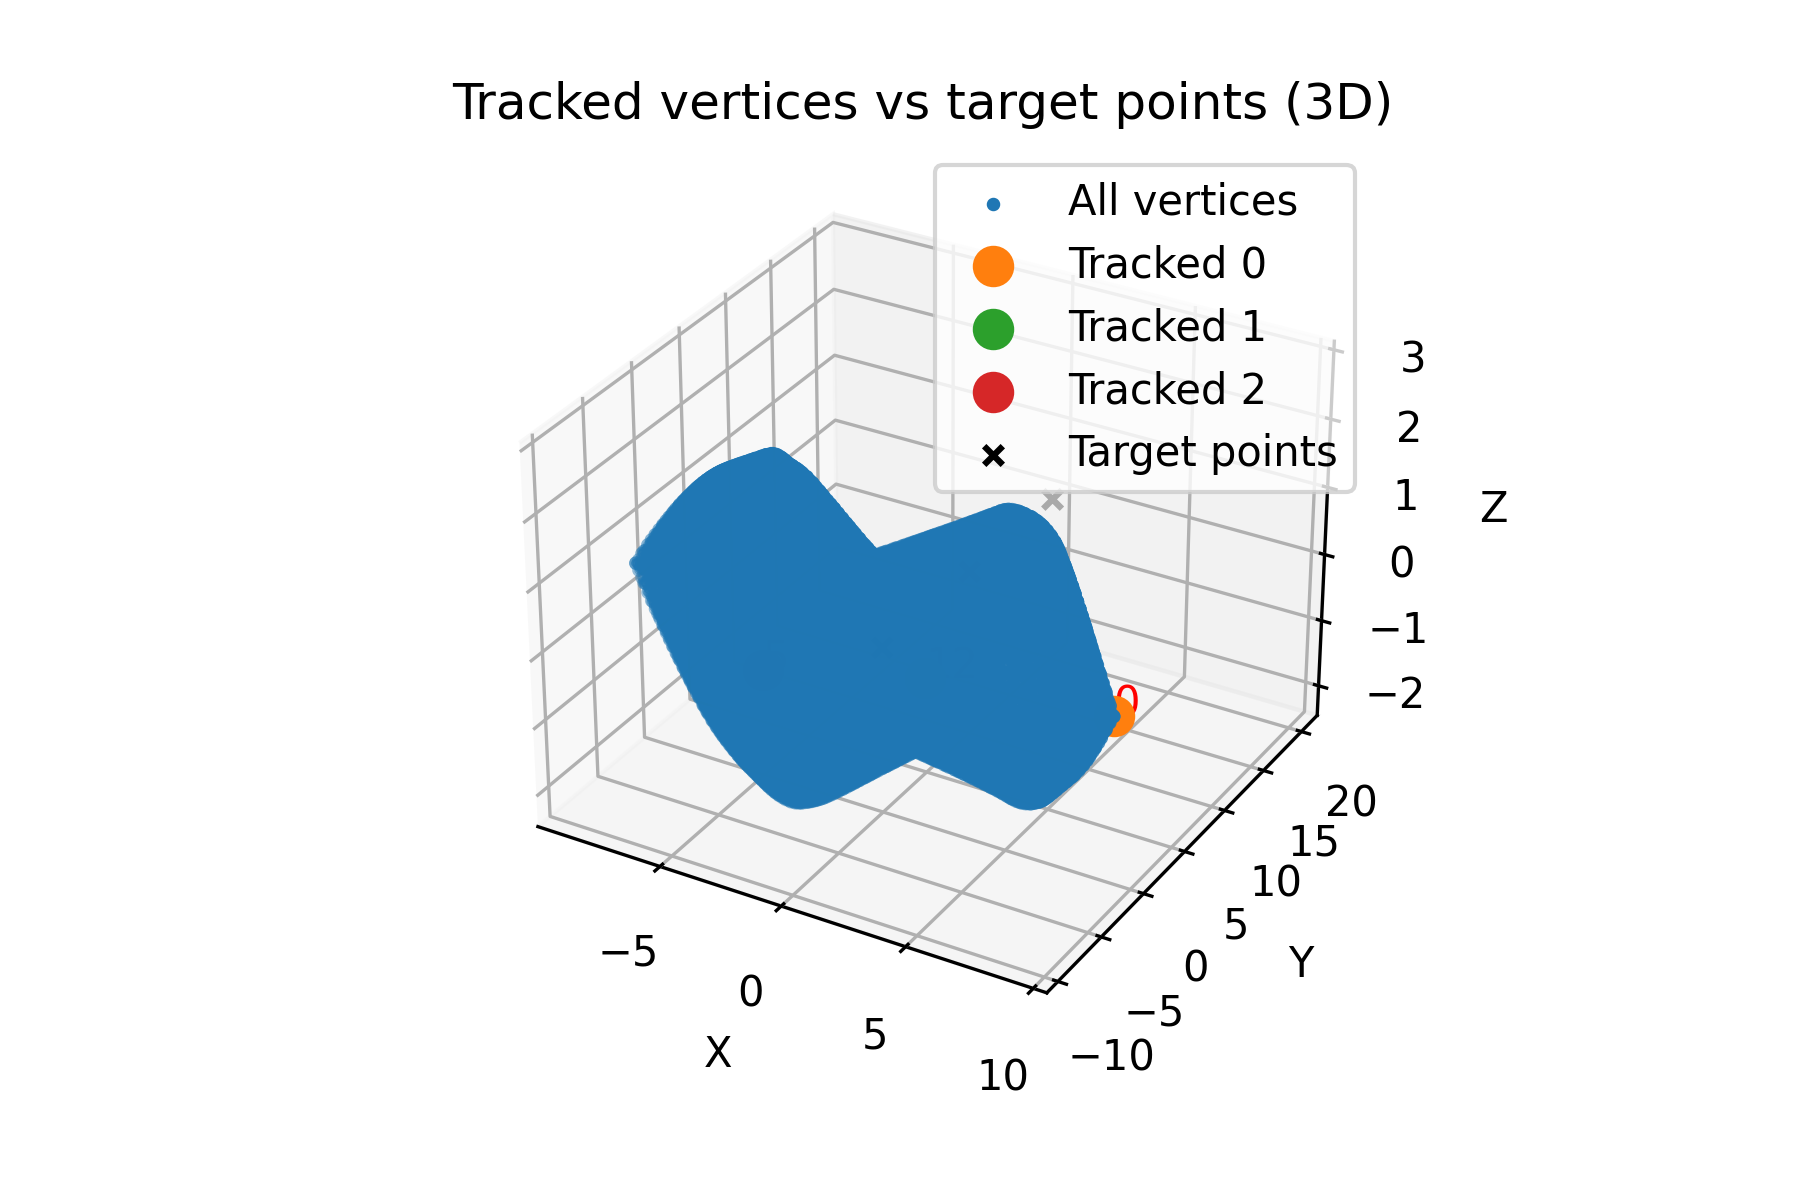 Tracked vertices vs target points (3D)
All vertices
Tracked 0
Tracked 1
Tracked 2
Target points
3
2
1
0
−1
−2
Z
0
20
15
10
5
0
−5
−10
Y
−5
0
5
10
X